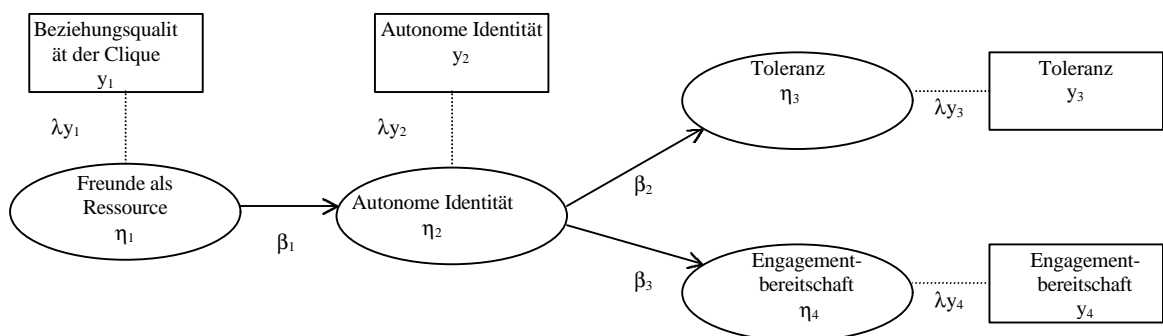 Beziehungsqualit
ät der Clique
y₁
Autonome Identität
y₂
Toleranz
η₃
Toleranz
y₃
λy₁
λy₂
λy₃
Freunde als
Ressource
η₁
β₁
Autonome Identität
η₂
β₂
β₃
Engagement-
bereitschaft
η₄
λy₄
Engagement-
bereitschaft
y₄